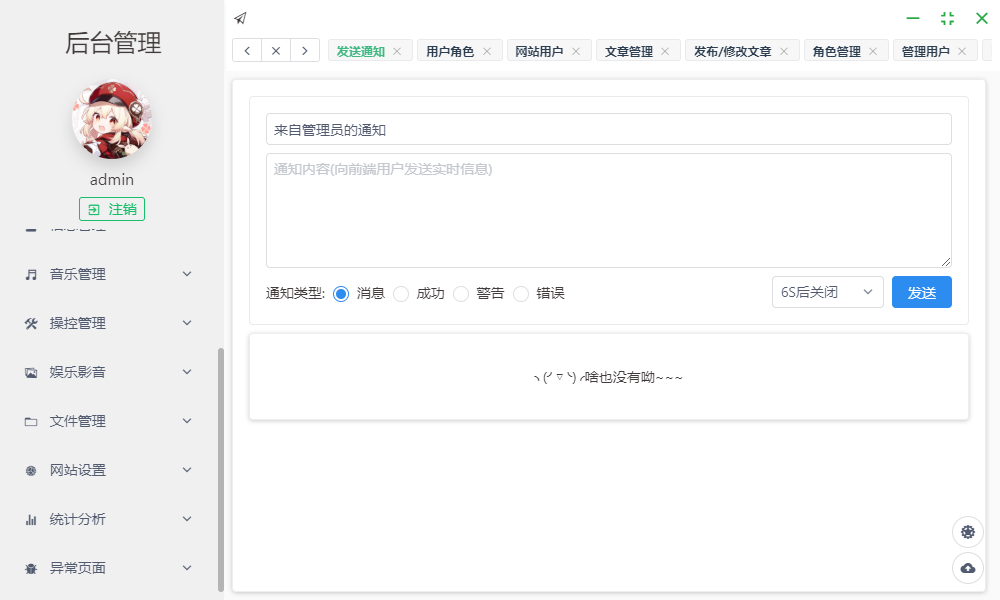 后台管理
admin
注销
音乐管理
操控管理
娱乐影音
文件管理
网站设置
统计分析
异常页面
发送通知 用户角色 网站用户 文章管理 发布/修改文章 角色管理 管理用户
来自管理员的通知
通知内容(向前端用户发送实时信息)
通知类型: 消息 成功 警告 错误 6S后关闭 发送
ヽ(ﾟ▽ﾟ)ノ啥也没有呦~~~